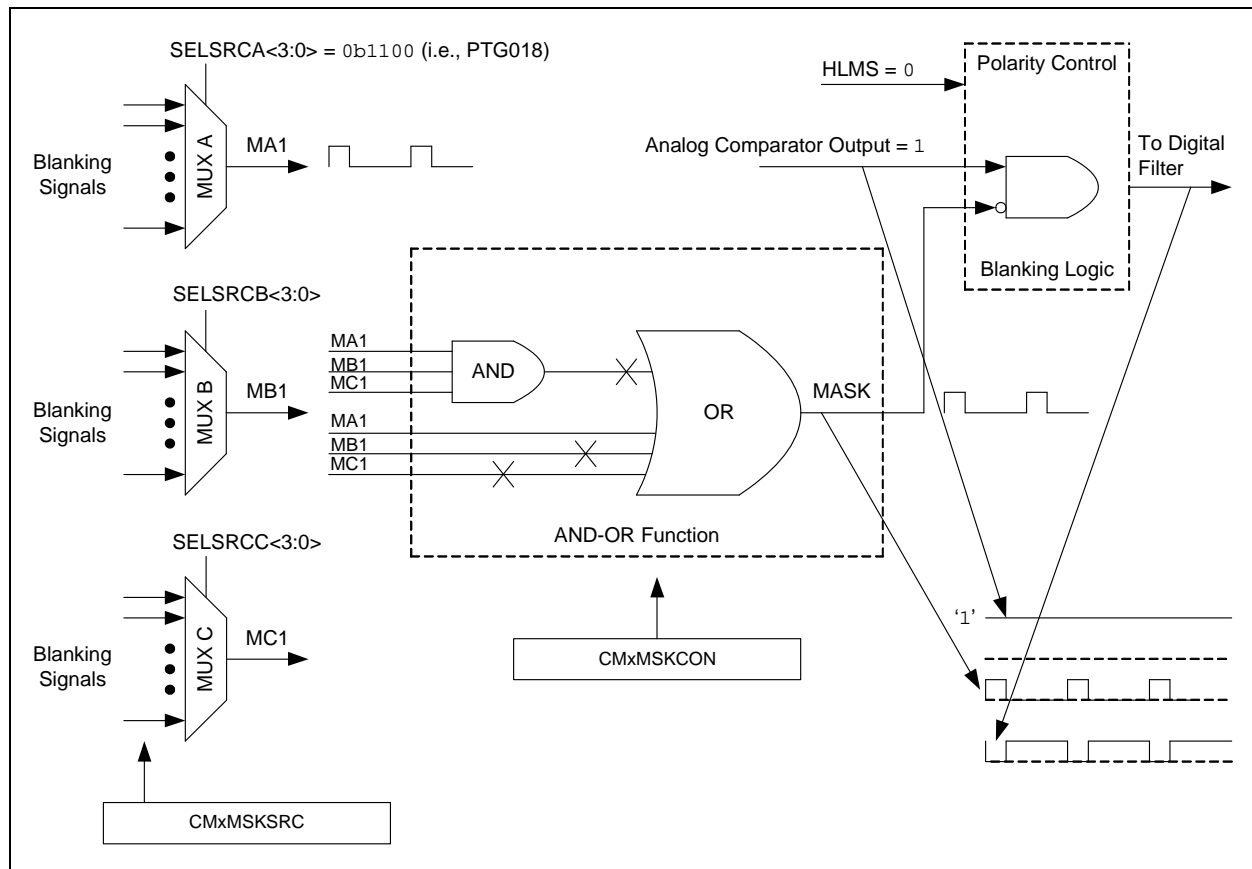 SELSRCA<3:0> = 0b1100 (i.e., PTG018)
Blanking
Signals
MUX A
MA1
HLMS = 0
Polarity Control
Analog Comparator Output = 1
To Digital
Filter
Blanking Logic
SELSRCB<3:0>
Blanking
Signals
MUX B
MB1
MA1
MB1
MC1
AND
MA1
MB1
MC1
OR
MASK
AND-OR Function
SELSRCC<3:0>
Blanking
Signals
MUX C
MC1
CMxMSKCON
‘1’
CMxMSKSRC